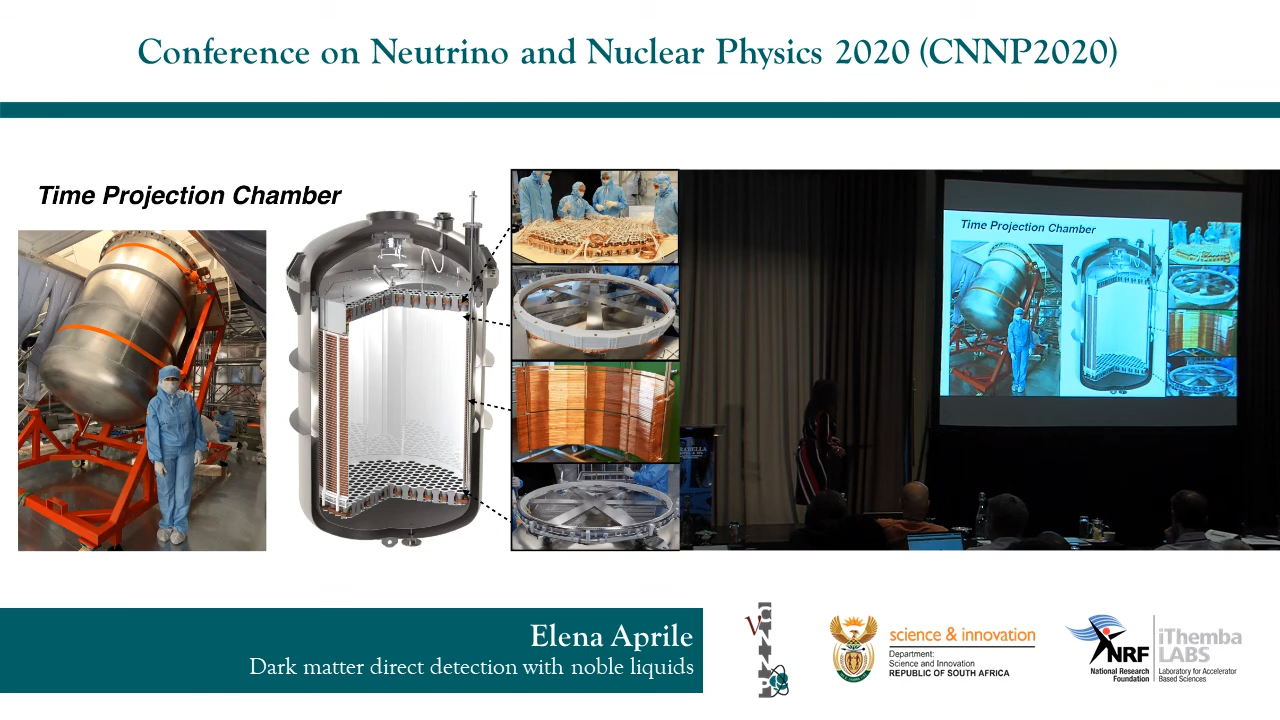 Conference on Neutrino and Nuclear Physics 2020 (CNNP2020)
Time Projection Chamber
Time Projection Chamber
Elena Aprile
Dark matter direct detection with noble liquids
ν
CNNP
science & innovation
Department:
Science and Innovation
REPUBLIC OF SOUTH AFRICA
NRF
National Research
Foundation
iThemba
LABS
Laboratory for Accelerator
Based Sciences